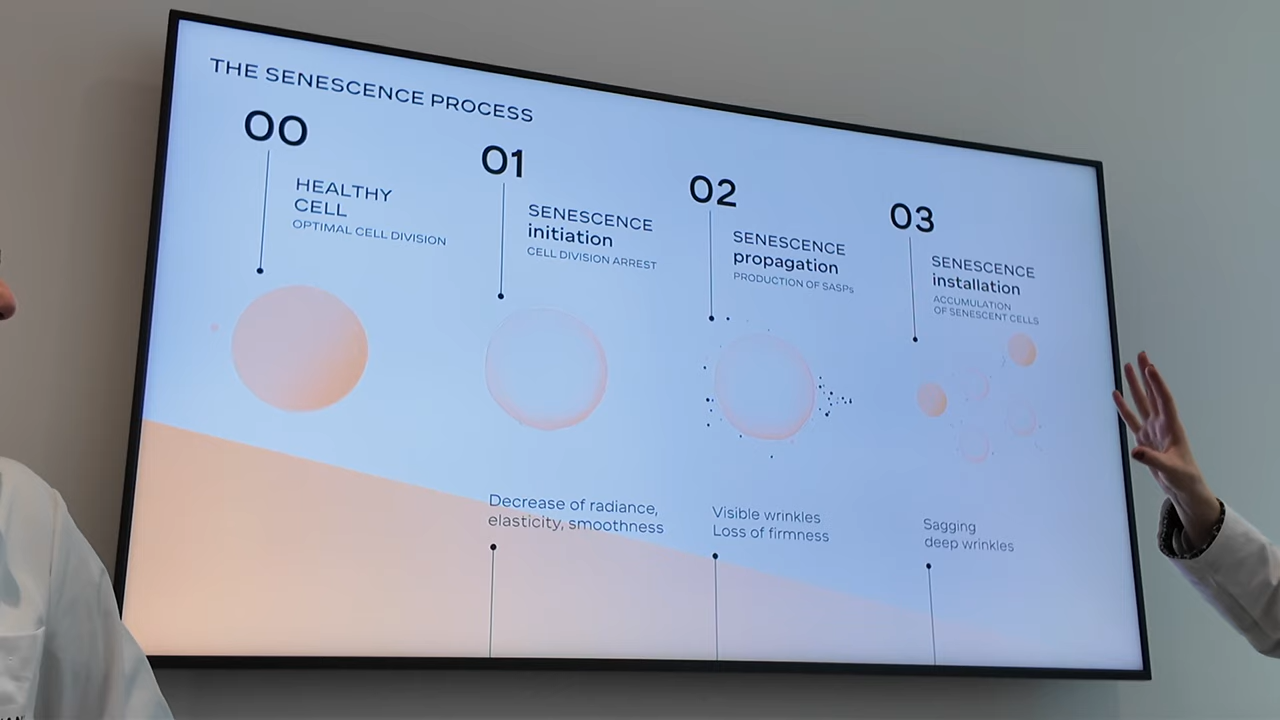 THE SENESCENCE PROCESS
00
HEALTHY
CELL
OPTIMAL CELL DIVISION
01
SENESCENCE
initiation
CELL DIVISION ARREST
02
SENESCENCE
propagation
PRODUCTION OF SASPs
03
SENESCENCE
installation
ACCUMULATION
OF SENESCENT CELLS
Decrease of radiance,
elasticity, smoothness
Visible wrinkles
Loss of firmness
Sagging
deep wrinkles